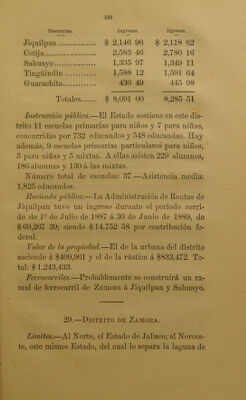 193
Ingresos. Egresos.
Jiquilpan $ 2,146 96 $ 2,118 62
Cotija 2,583 46 2,780 16
Sahuayo 1,335 97 1,349 11
Tingüindin 1,588 12 1,591 64
Guarachita 436 49 445 98
Totales $ 8,091 00 8,285 51
Instrucción pública.—El Estado sostiene en este dis-
trito 11 escuelas primarias para niños y 7 para niñas,
concurridas por 732 educandos y 548 educandas. Hay
además, 9 escuelas primarias particulares para niños,
5 para niñas y 5 mixtas. A ellas asisten 229 alumnos,
186 alumnas y 130 á las mixtas.
Número total de escuelas: 37.—Asistencia media:
1,825 educandos.
Hacienda pública.—La Administración de Rentas de
Jiquilpan tuvo un ingreso durante el período corri-
do de 1º de Julio de 1887 á 30 de Junio de 1889, de
$ 69,267 39; siendo $ 14,752 58 por contribución fe-
deral.
Valor de la propiedad.—El de la urbana del distrito
asciende á $409,961 y el de la rústica á $833,472. To-
tal: $ 1.243,433.
Ferrocarriles.—Probablemente se construirá un ra-
mal de ferrocarril de Zamora á Jiquilpan y Sahuayo.
29.—Distrito de Zamora.
Límites.—Al Norte, el Estado de Jalisco; al Noroes-
te, este mismo Estado, del cual lo separa la laguna de